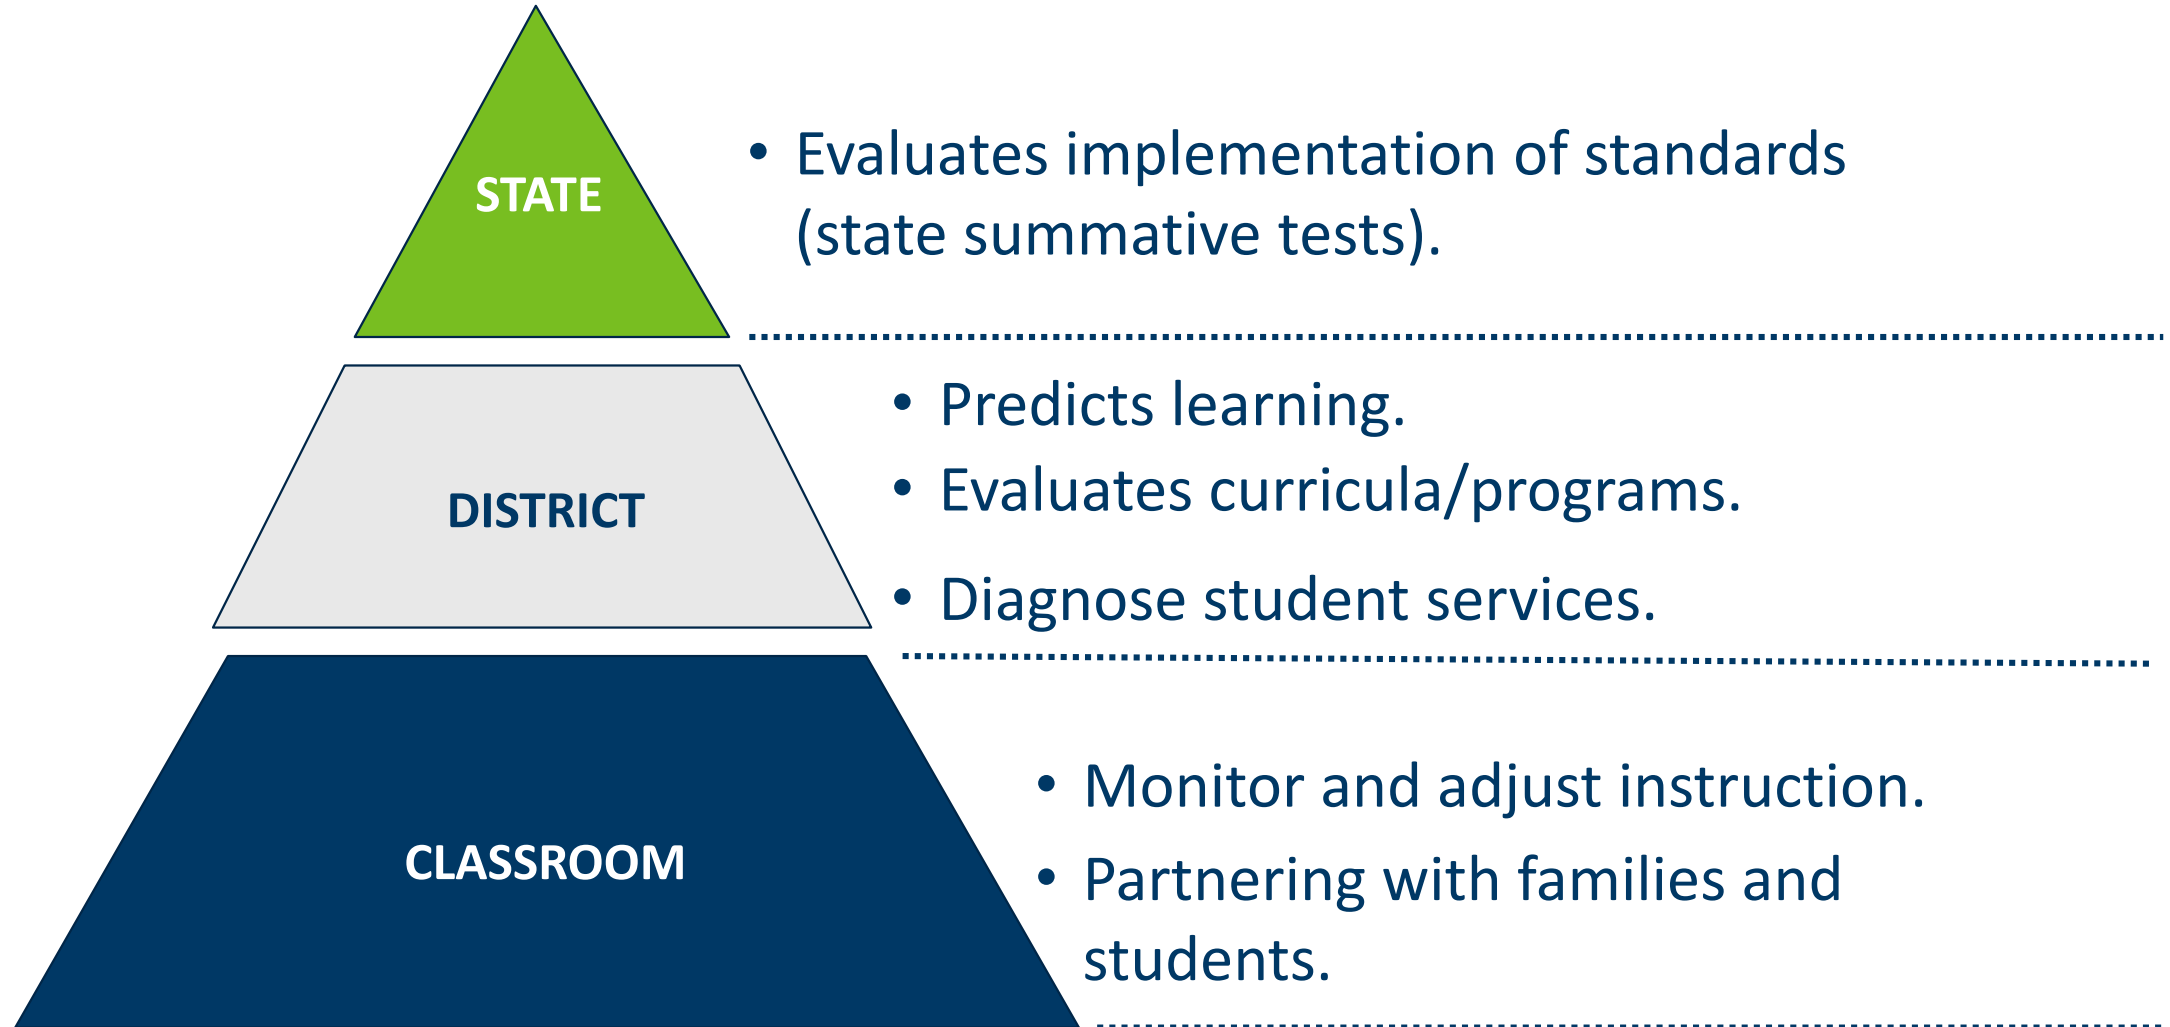 STATE
• Evaluates implementation of standards
(state summative tests).
DISTRICT
• Predicts learning.
• Evaluates curricula/programs.
• Diagnose student services.
CLASSROOM
• Monitor and adjust instruction.
• Partnering with families and
students.